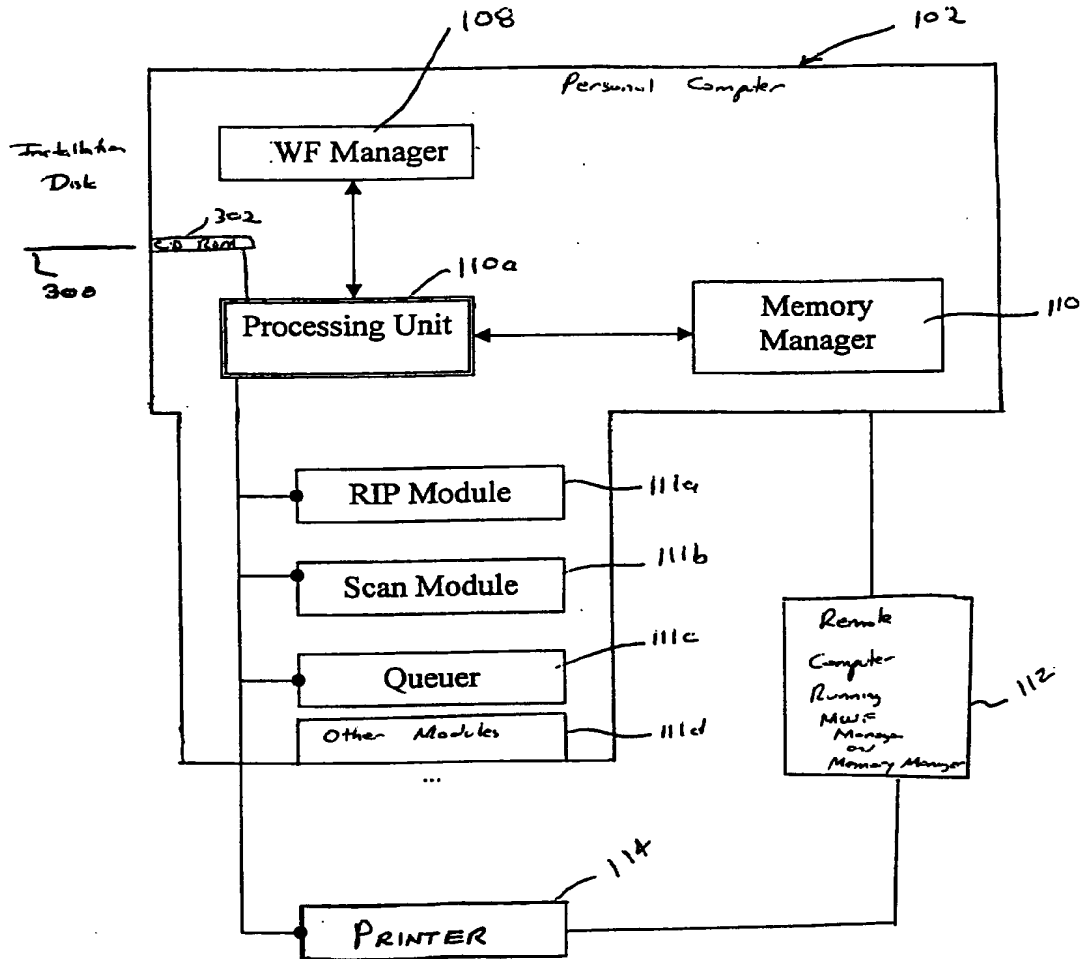 108
102
Personal Computer
WF Manager
Installation
Disk
302
CD ROM
300
110a
Processing Unit
Memory
Manager
110
RIP Module
111a
Scan Module
111b
Queuer
111c
Other Modules
111d
...
Remote
Computer
Running
MWF
Manager
or
Memory Manager
112
114
PRINTER